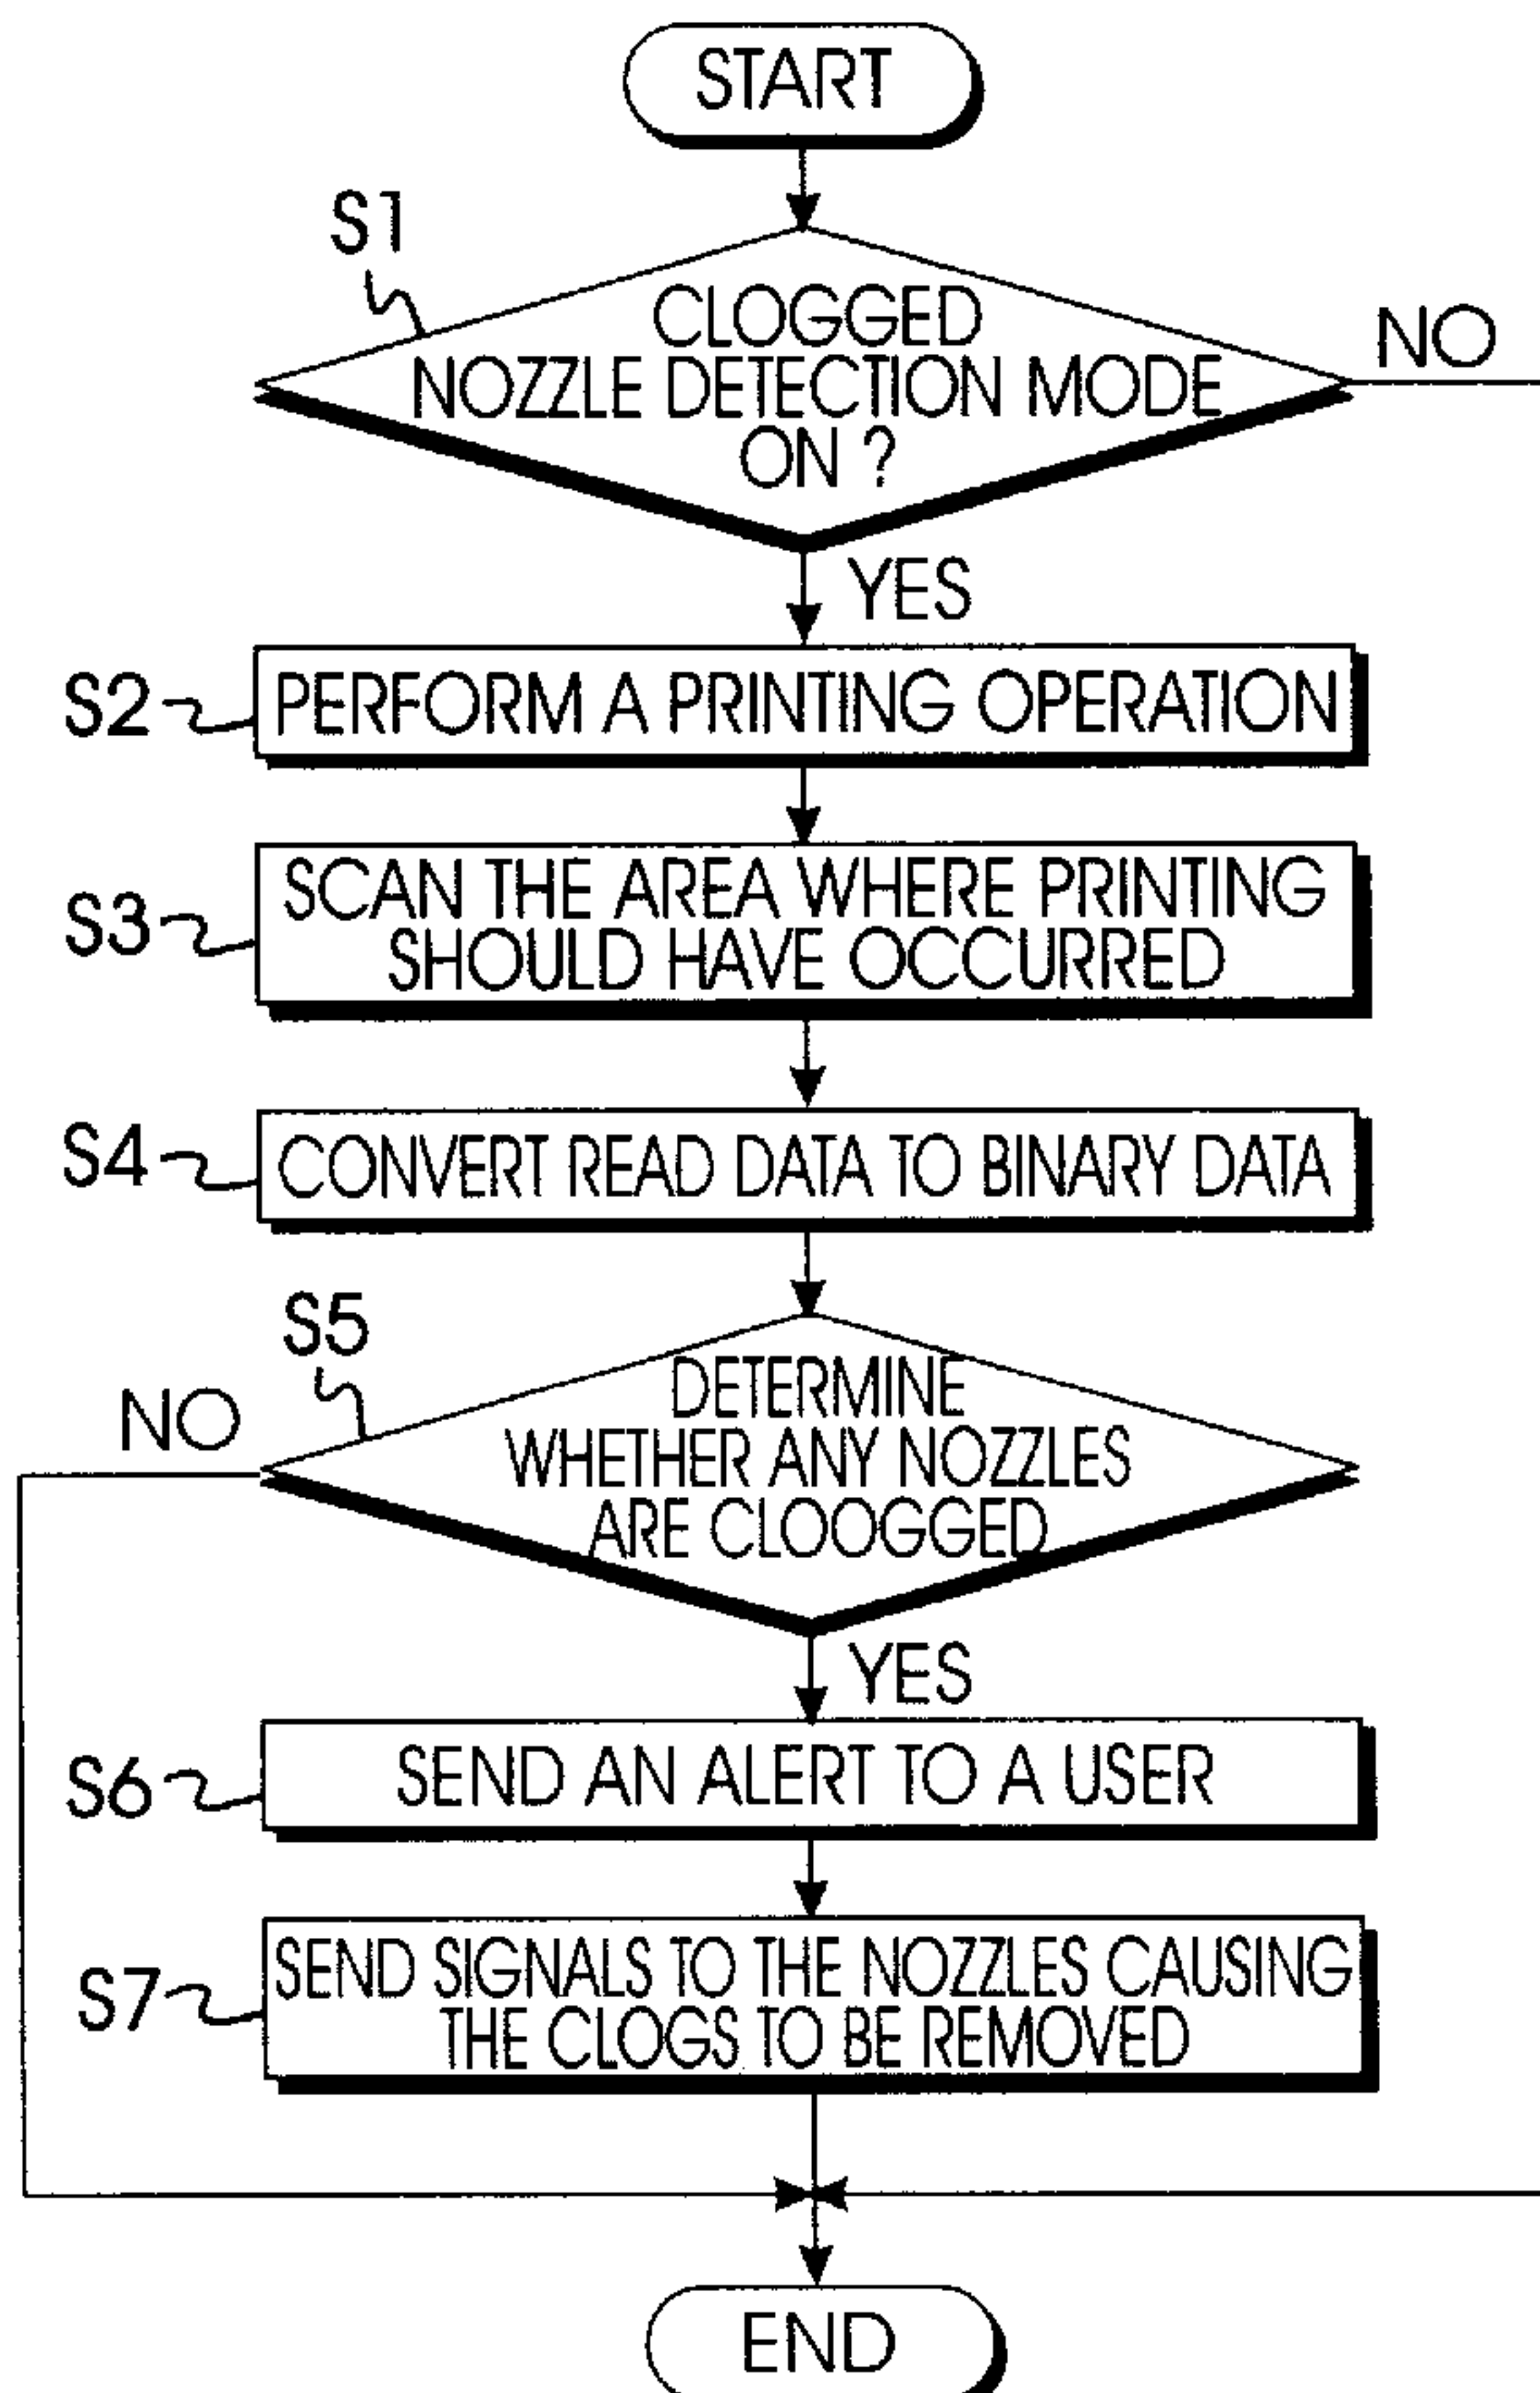 START
S1
CLOGGED
NOZZLE DETECTION MODE
ON ?
NO
YES
S2
PERFORM A PRINTING OPERATION
S3
SCAN THE AREA WHERE PRINTING
SHOULD HAVE OCCURRED
S4
CONVERT READ DATA TO BINARY DATA
S5
NO
DETERMINE
WHETHER ANY NOZZLES
ARE CLOOGGED
YES
S6
SEND AN ALERT TO A USER
S7
SEND SIGNALS TO THE NOZZLES CAUSING
THE CLOGS TO BE REMOVED
END